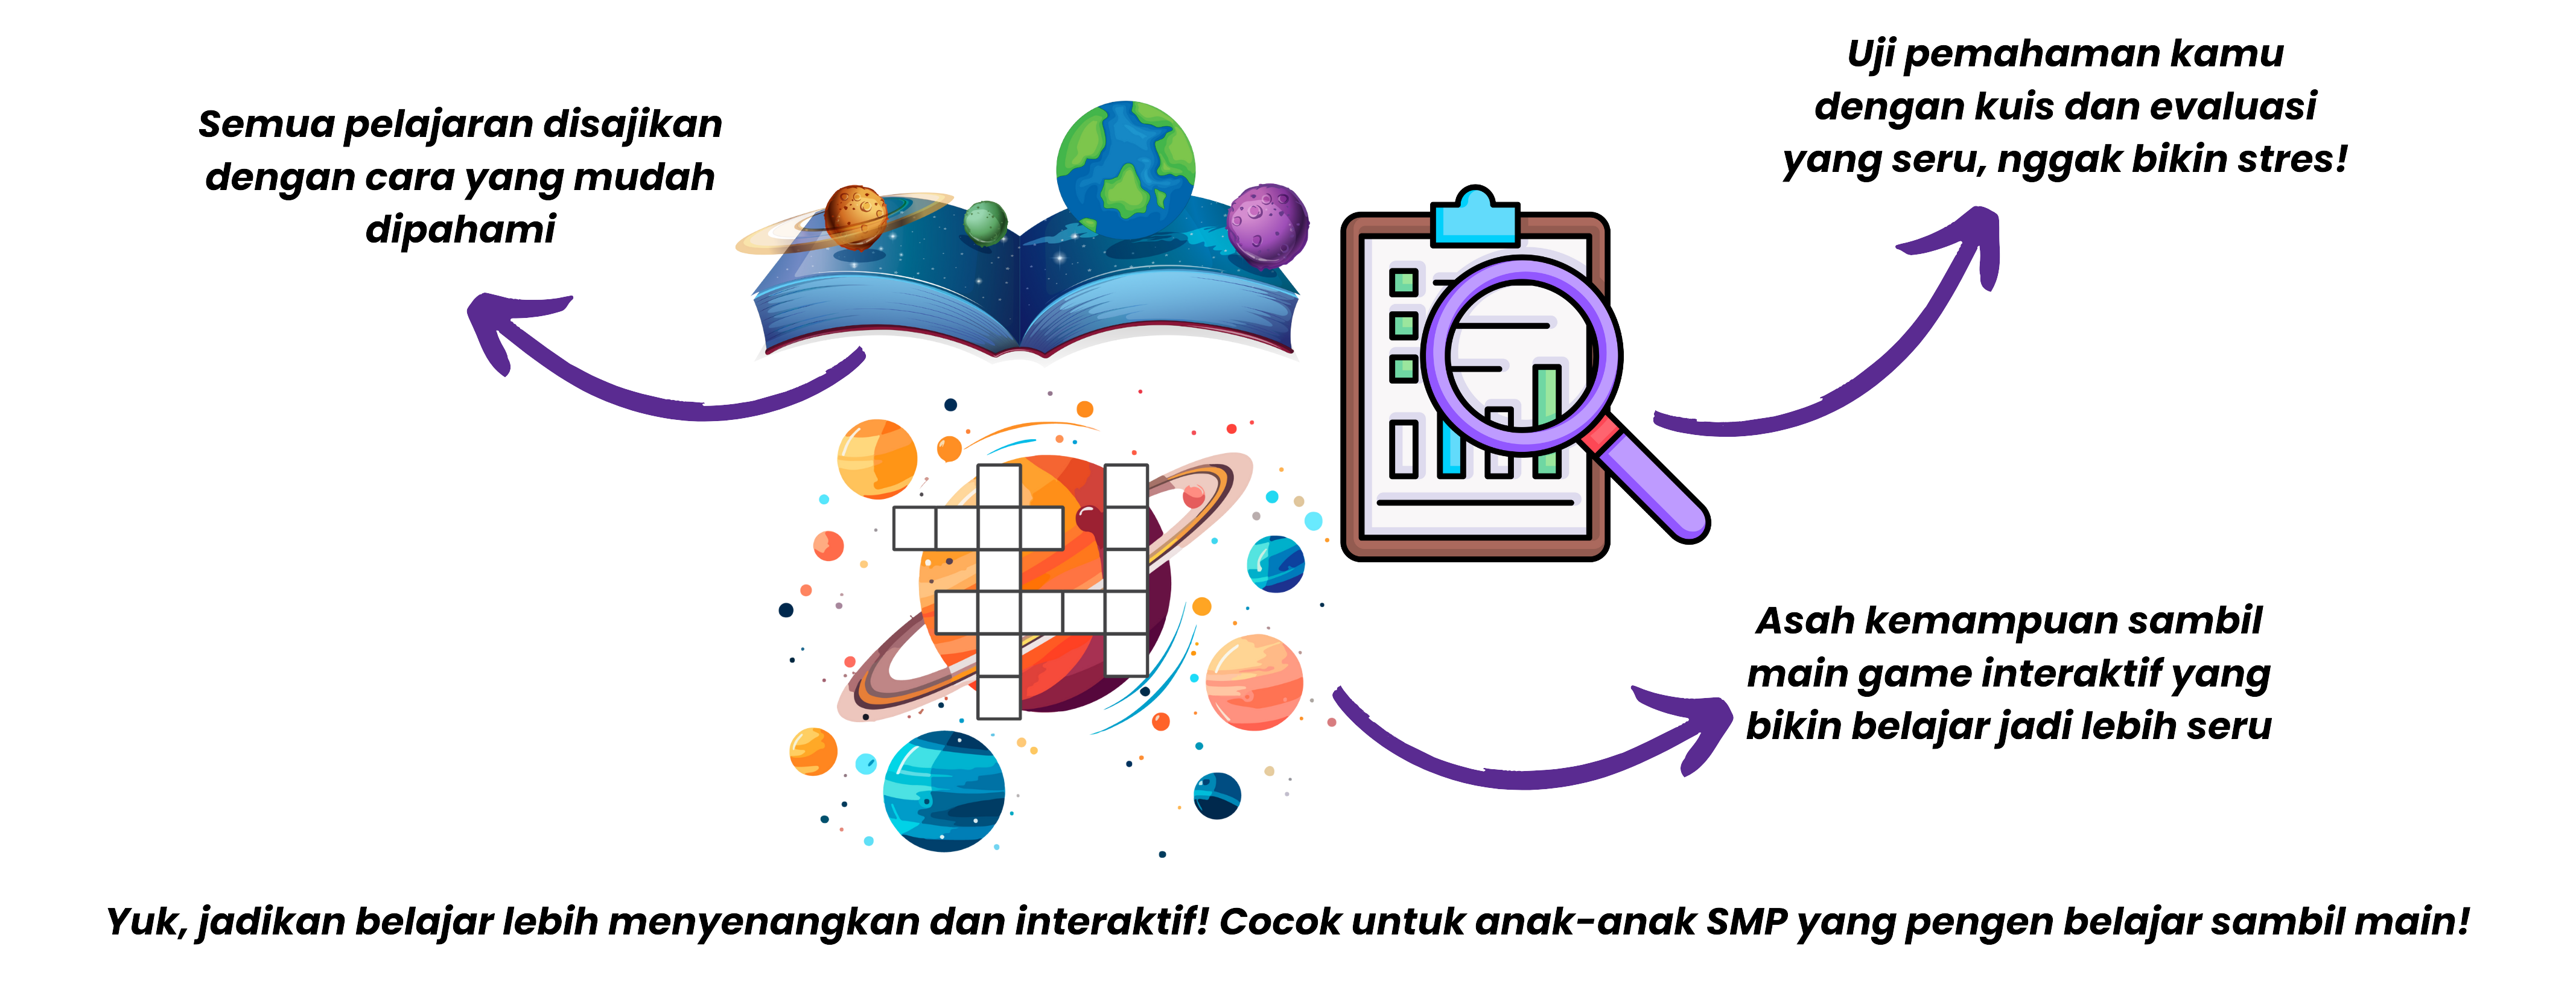 Semua pelajaran disajikan
dengan cara yang mudah
dipahami
Uji pemahaman kamu
dengan kuis dan evaluasi
yang seru, nggak bikin stres!
Asah kemampuan sambil
main game interaktif yang
bikin belajar jadi lebih seru
Yuk, jadikan belajar lebih menyenangkan dan interaktif! Cocok untuk anak-anak SMP yang pengen belajar sambil main!